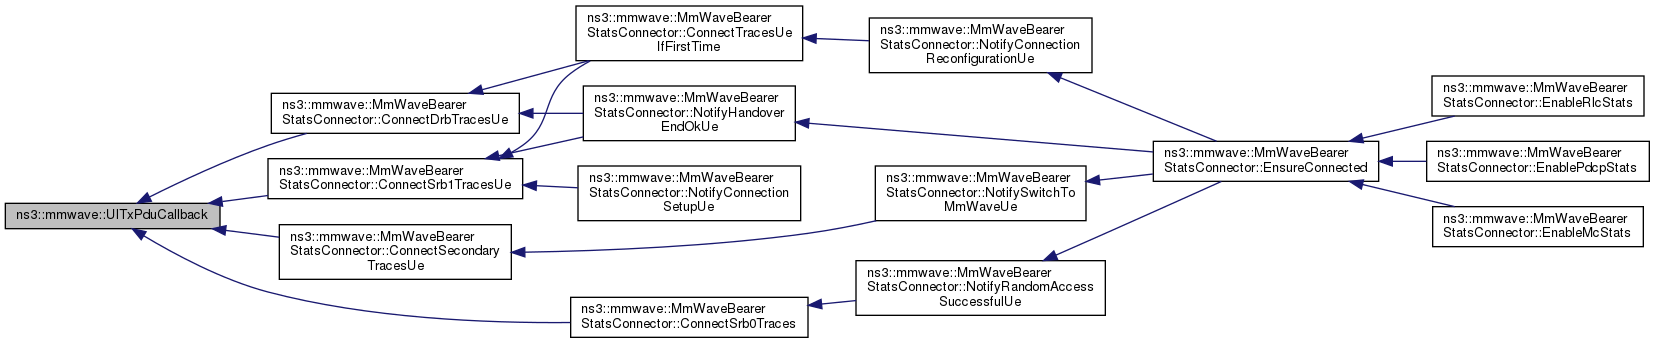 ns3::mmwave::UlTxPduCallback
ns3::mmwave::MmWaveBearer
StatsConnector::ConnectDrbTracesUe
ns3::mmwave::MmWaveBearer
StatsConnector::ConnectSrb1TracesUe
ns3::mmwave::MmWaveBearer
StatsConnector::ConnectSecondary
TracesUe
ns3::mmwave::MmWaveBearer
StatsConnector::ConnectTracesUe
IfFirstTime
ns3::mmwave::MmWaveBearer
StatsConnector::NotifyHandover
EndOkUe
ns3::mmwave::MmWaveBearer
StatsConnector::NotifyConnection
SetupUe
ns3::mmwave::MmWaveBearer
StatsConnector::ConnectSrb0Traces
ns3::mmwave::MmWaveBearer
StatsConnector::NotifyConnection
ReconfigurationUe
ns3::mmwave::MmWaveBearer
StatsConnector::NotifySwitchTo
MmWaveUe
ns3::mmwave::MmWaveBearer
StatsConnector::NotifyRandomAccess
SuccessfulUe
ns3::mmwave::MmWaveBearer
StatsConnector::EnsureConnected
ns3::mmwave::MmWaveBearer
StatsConnector::EnableRlcStats
ns3::mmwave::MmWaveBearer
StatsConnector::EnablePdcpStats
ns3::mmwave::MmWaveBearer
StatsConnector::EnableMcStats